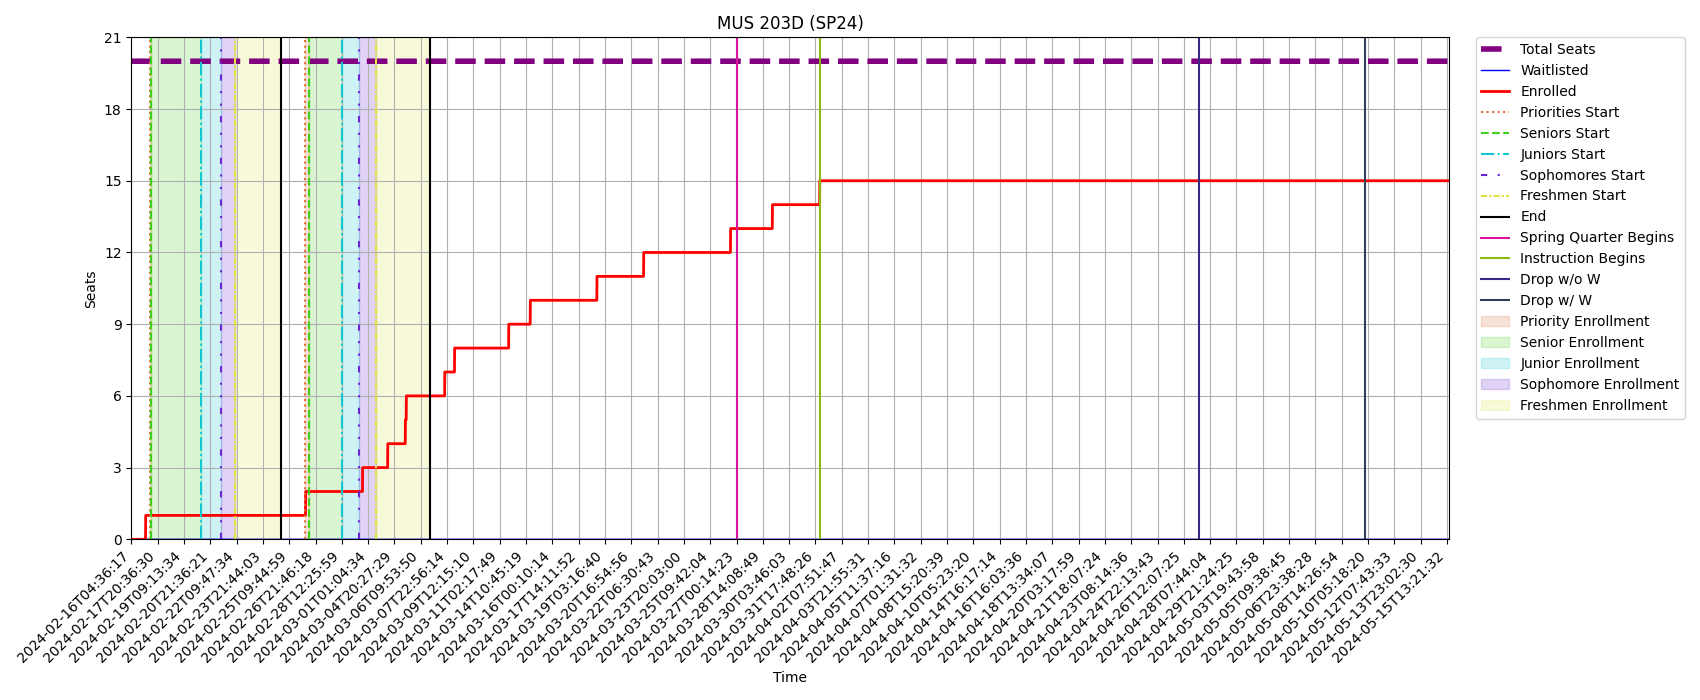 MUS 203D (SP24)
21
18
15
12
9
6
3
0
Seats
2024-02-16T04:36:17
2024-02-17T20:36:30
2024-02-19T09:13:34
2024-02-20T21:36:21
2024-02-22T09:47:34
2024-02-23T21:44:03
2024-02-25T09:44:59
2024-02-26T21:46:18
2024-02-28T12:25:59
2024-03-01T01:04:34
2024-03-04T20:27:29
2024-03-06T09:53:50
2024-03-07T22:56:14
2024-03-09T12:15:10
2024-03-11T02:17:49
2024-03-14T10:45:19
2024-03-16T00:10:14
2024-03-17T14:11:52
2024-03-19T03:16:40
2024-03-20T16:54:56
2024-03-22T06:30:43
2024-03-23T20:03:00
2024-03-25T09:42:04
2024-03-27T00:14:23
2024-03-28T14:08:49
2024-03-30T03:46:03
2024-03-31T17:48:26
2024-04-02T07:51:47
2024-04-03T21:55:31
2024-04-05T11:37:16
2024-04-07T01:31:32
2024-04-08T15:20:39
2024-04-10T05:23:20
2024-04-14T16:17:14
2024-04-16T16:03:36
2024-04-18T13:34:07
2024-04-20T03:17:59
2024-04-21T18:07:24
2024-04-23T08:14:36
2024-04-24T22:13:43
2024-04-26T12:07:25
2024-04-28T07:44:04
2024-04-29T21:24:25
2024-05-03T19:43:58
2024-05-05T09:38:45
2024-05-06T23:38:28
2024-05-08T14:26:54
2024-05-10T05:18:20
2024-05-12T07:43:33
2024-05-13T23:02:30
2024-05-15T13:21:32
Time
Total Seats
Waitlisted
Enrolled
Priorities Start
Seniors Start
Juniors Start
Sophomores Start
Freshmen Start
End
Spring Quarter Begins
Instruction Begins
Drop w/o W
Drop w/ W
Priority Enrollment
Senior Enrollment
Junior Enrollment
Sophomore Enrollment
Freshmen Enrollment